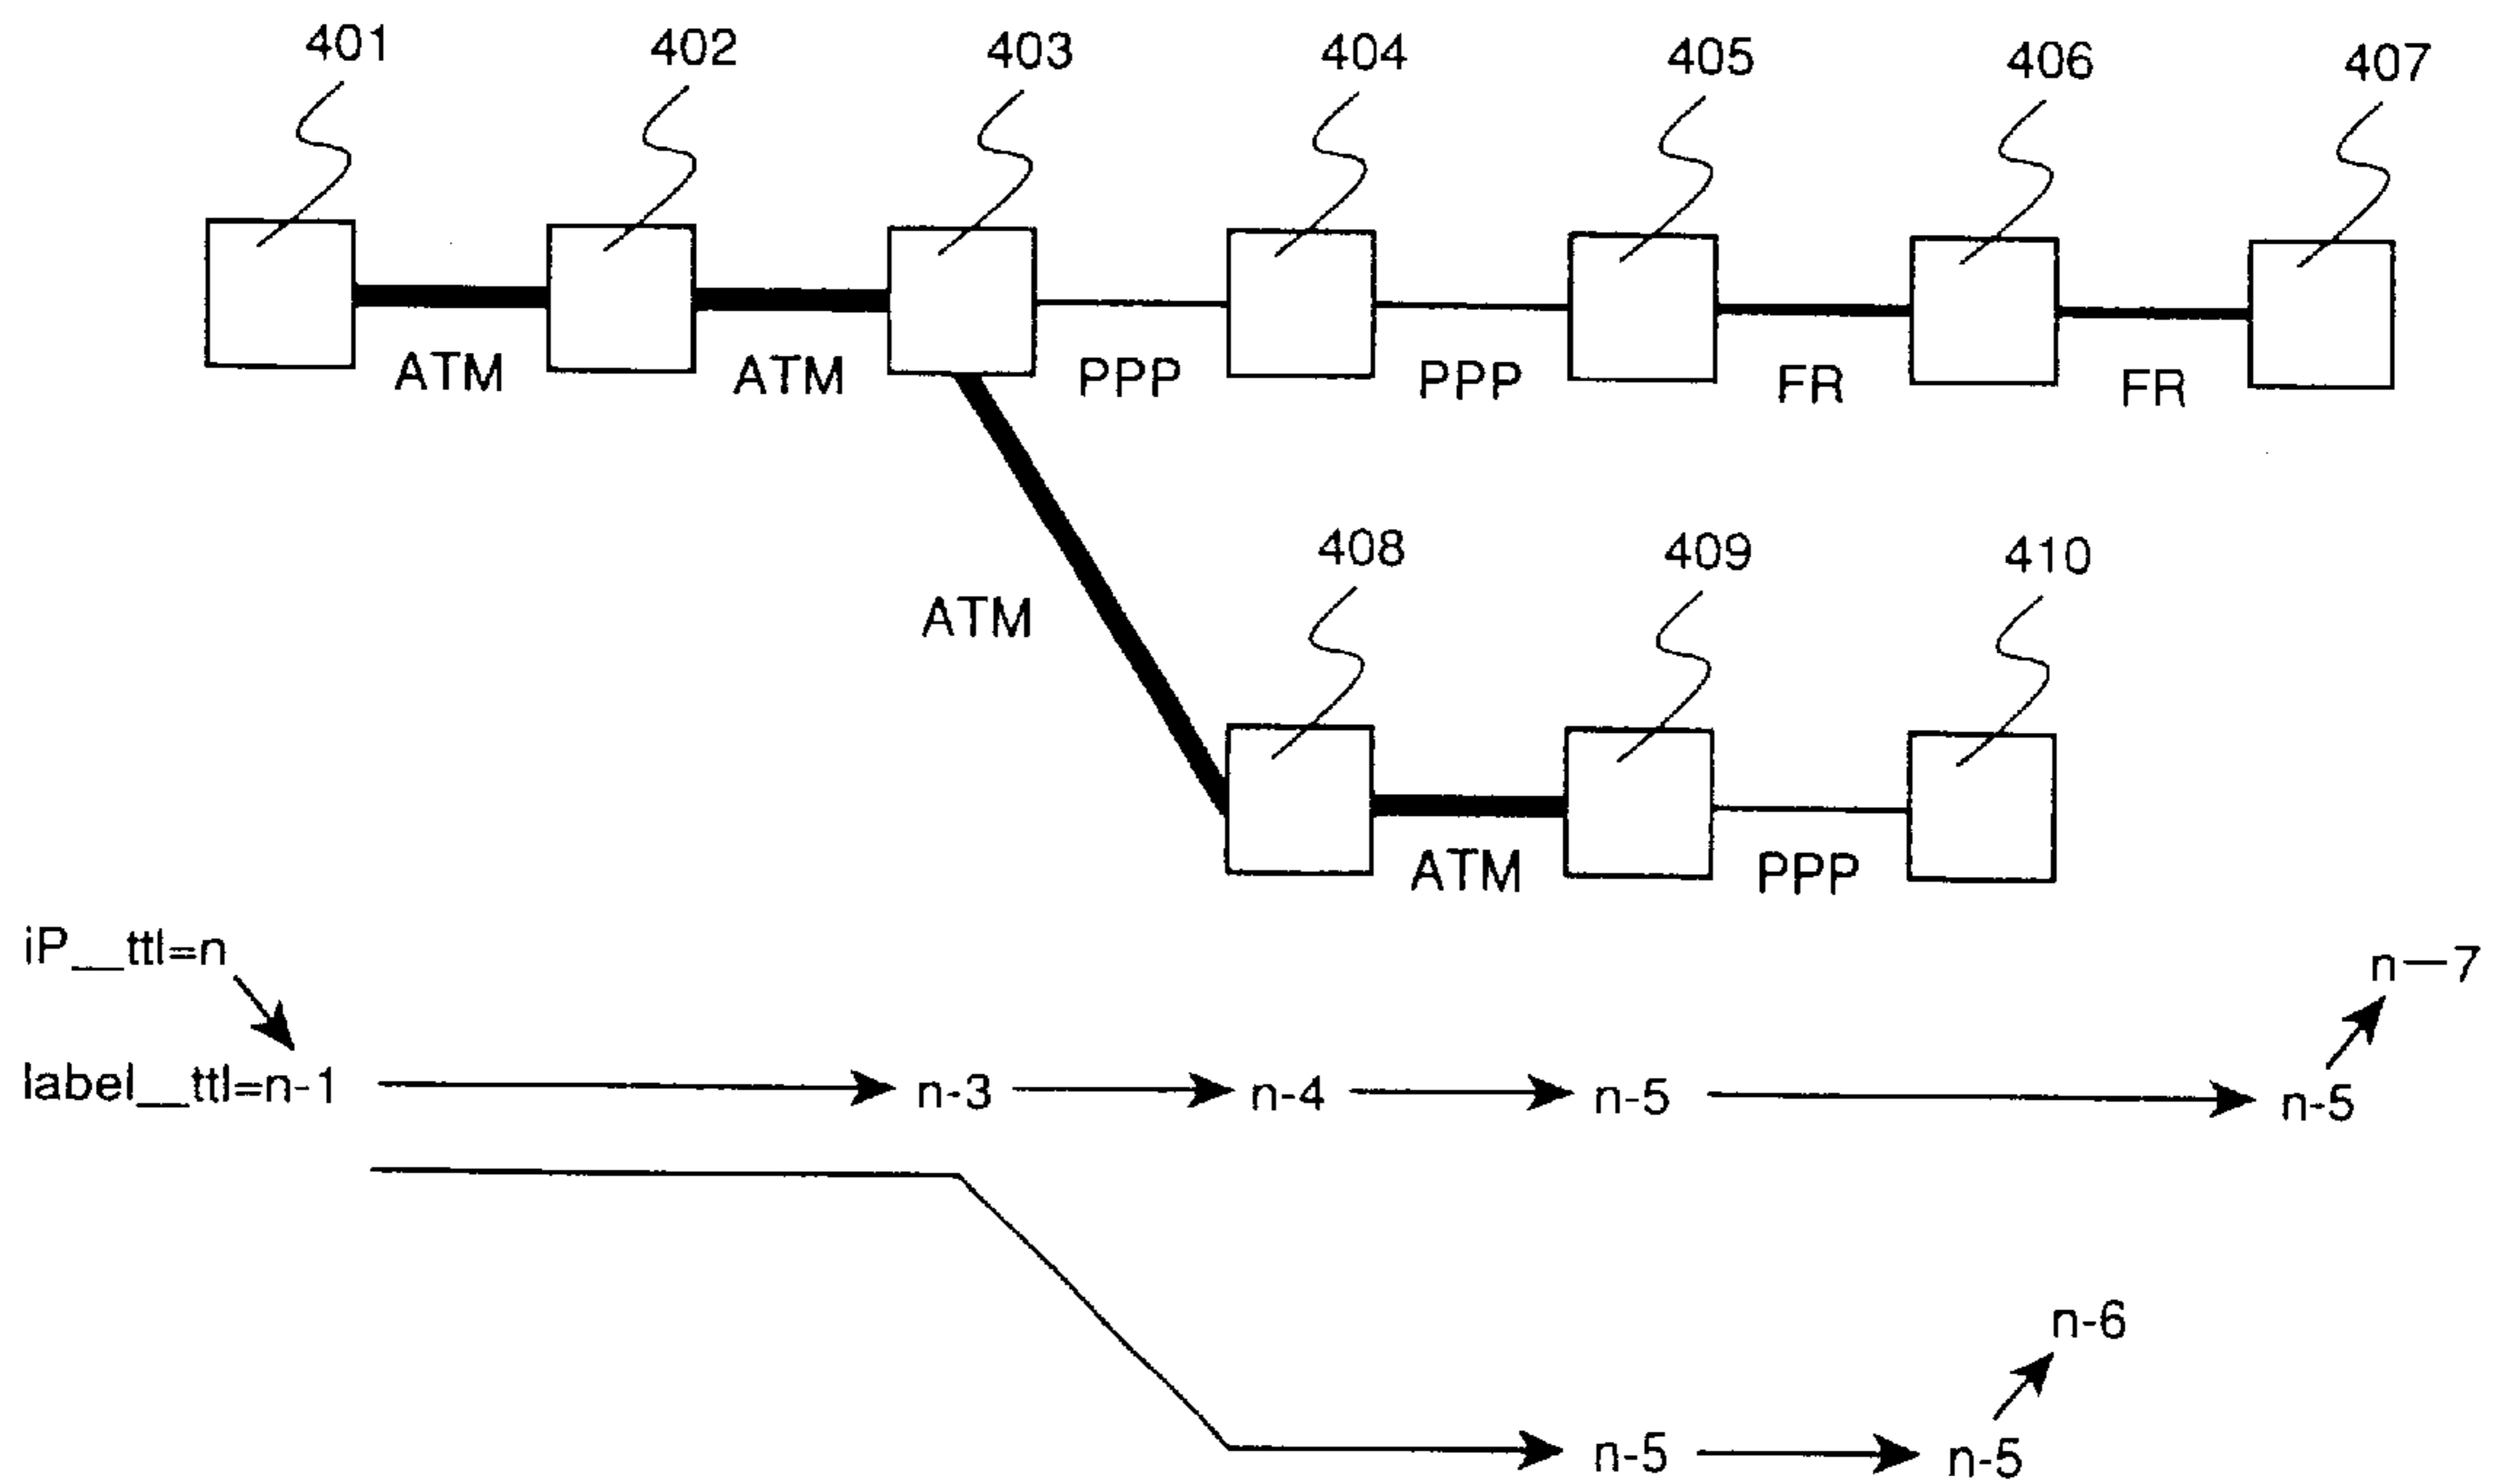 401 402 403 404 405 406 407
ATM ATM PPP PPP FR FR
408 409 410
ATM
ATM PPP
iP__ttl=n
n—7
label__ttl=n-1 n-3 n-4 n-5 n-5
n-6
n-5 n-5